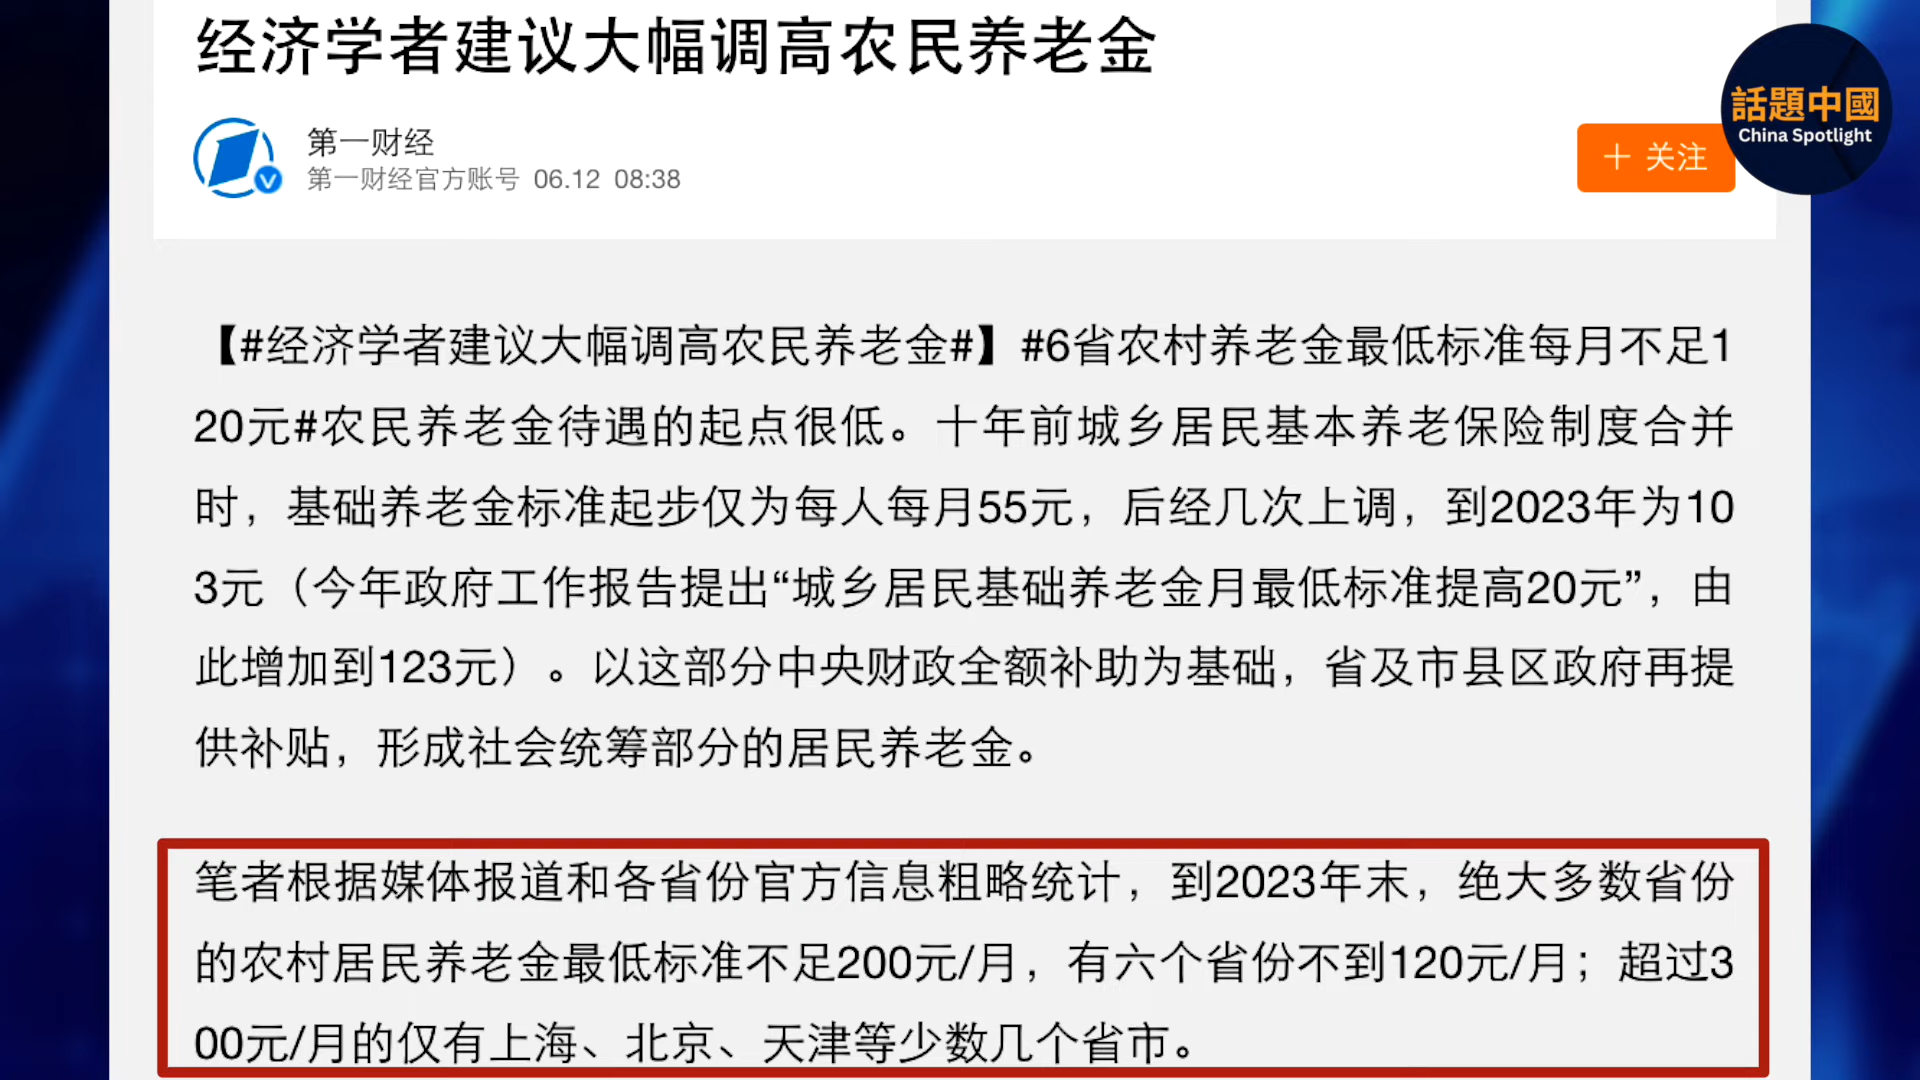 经济学者建议大幅调高农民养老金
話題中國
China Spotlight
第一财经
第一财经官方账号 06.12 08:38
+ 关注
【#经济学者建议大幅调高农民养老金#】#6省农村养老金最低标准每月不足1
20元#农民养老金待遇的起点很低。十年前城乡居民基本养老保险制度合并
时，基础养老金标准起步仅为每人每月55元，后经几次上调，到2023年为10
3元（今年政府工作报告提出“城乡居民基础养老金月最低标准提高20元”，由
此增加到123元）。以这部分中央财政全额补助为基础，省及市县区政府再提
供补贴，形成社会统筹部分的居民养老金。
笔者根据媒体报道和各省份官方信息粗略统计，到2023年末，绝大多数省份
的农村居民养老金最低标准不足200元/月，有六个省份不到120元/月；超过3
00元/月的仅有上海、北京、天津等少数几个省市。